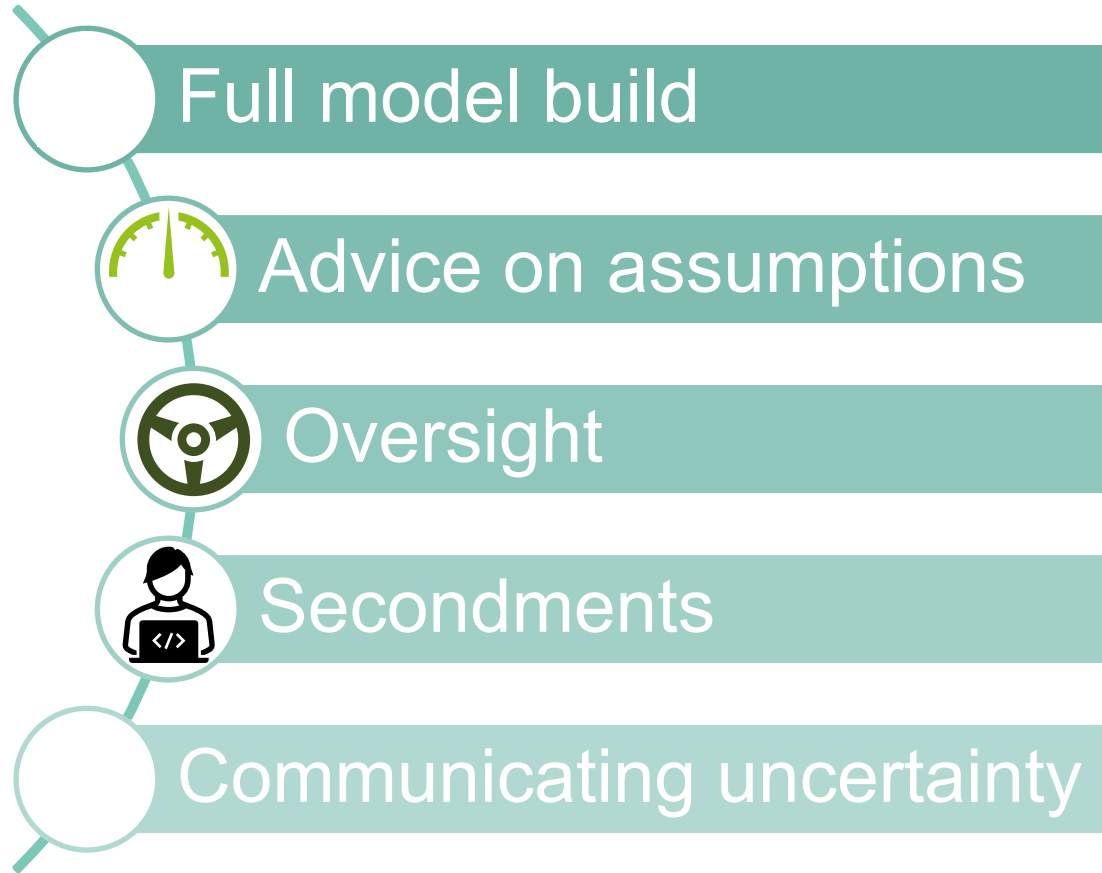 Full model build
Advice on assumptions
Oversight
</>
Secondments
Communicating uncertainty